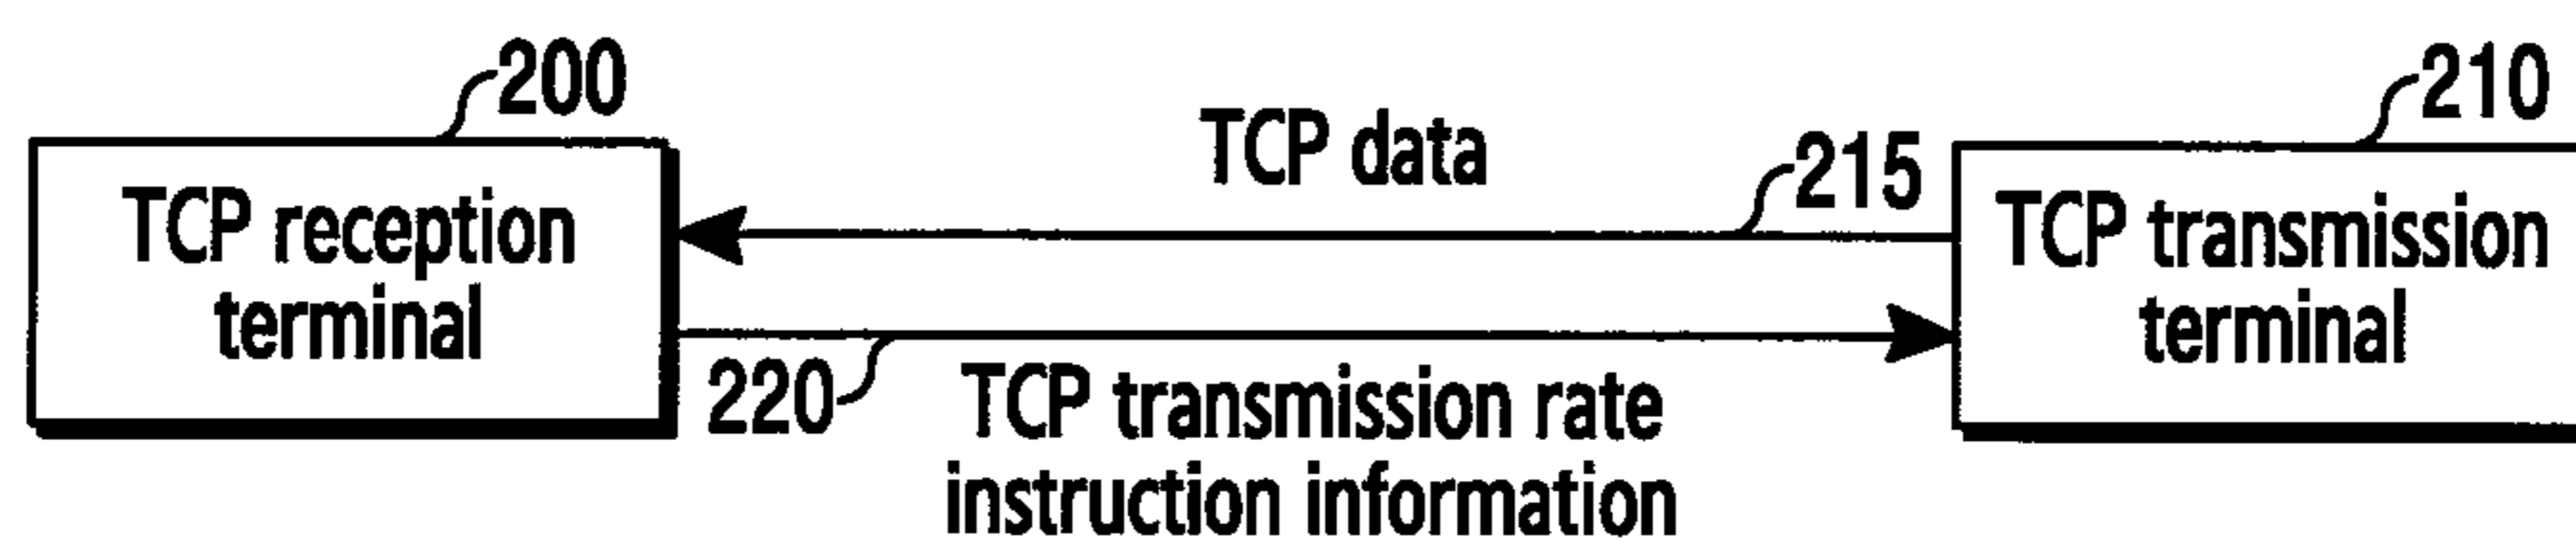 200
210
TCP data
215
TCP reception
terminal
TCP transmission
terminal
220
TCP transmission rate
instruction information